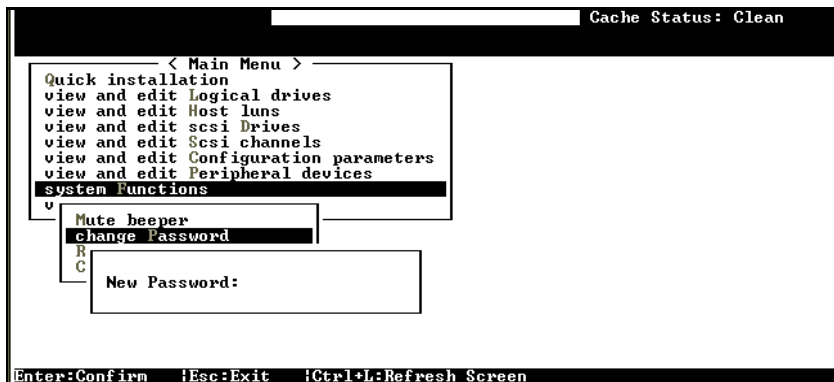 Cache Status: Clean
< Main Menu >
Quick installation
view and edit Logical drives
view and edit Host luns
view and edit scsi Drives
view and edit Scsi channels
view and edit Configuration parameters
view and edit Peripheral devices
system Functions
v
Mute beeper
change Password
R
C
New Password:
Enter:Confirm |Esc:Exit |Ctrl+L:Refresh Screen